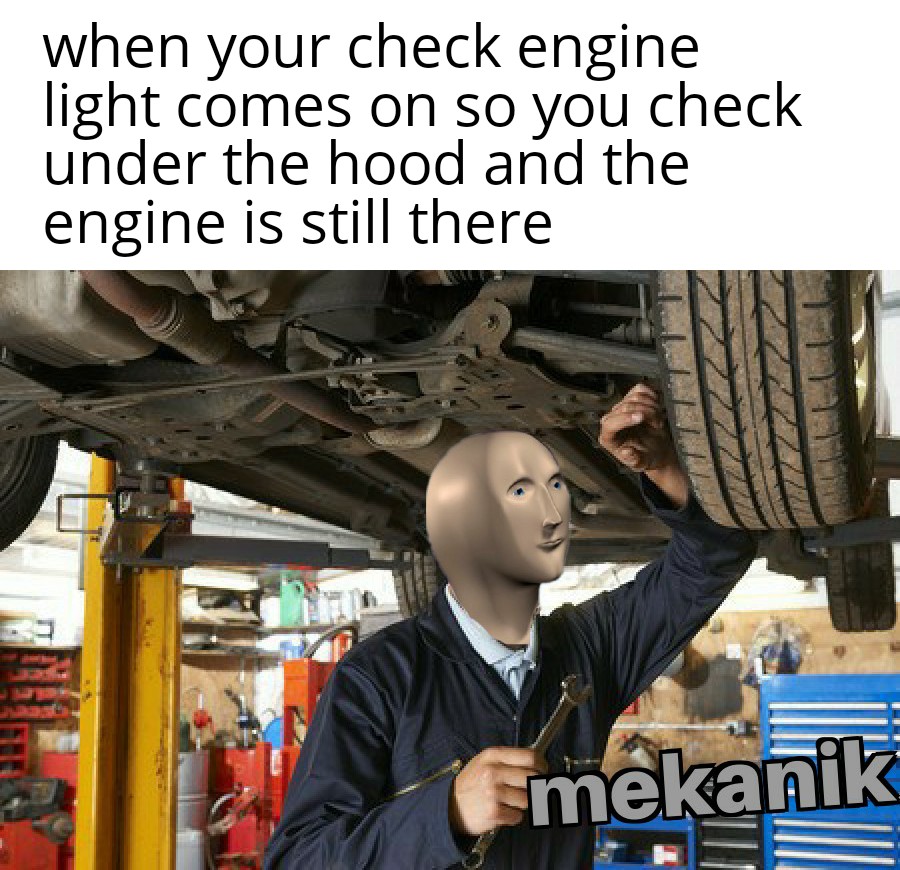 when your check engine
light comes on so you check
under the hood and the
engine is still there
mekanik